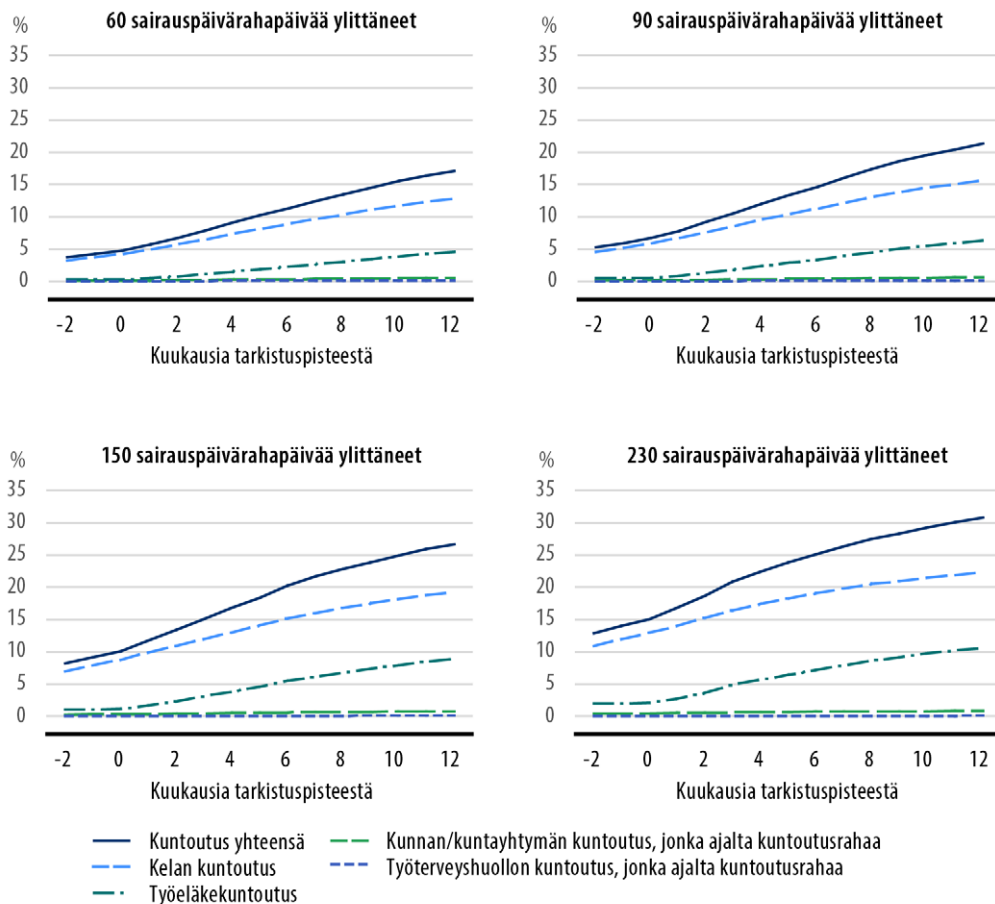 60 sairauspäivärahapäivää ylittäneet
%
35
30
25
20
15
10
5
0
-2 0 2 4 6 8 10 12
Kuukausia tarkistuspisteestä
90 sairauspäivärahapäivää ylittäneet
%
35
30
25
20
15
10
5
0
-2 0 2 4 6 8 10 12
Kuukausia tarkistuspisteestä
150 sairauspäivärahapäivää ylittäneet
%
35
30
25
20
15
10
5
0
-2 0 2 4 6 8 10 12
Kuukausia tarkistuspisteestä
230 sairauspäivärahapäivää ylittäneet
%
35
30
25
20
15
10
5
0
-2 0 2 4 6 8 10 12
Kuukausia tarkistuspisteestä
Kuntoutus yhteensä
Kelan kuntoutus
Työeläkekuntoutus
Kunnan/kuntayhtymän kuntoutus, jonka ajalta kuntoutusrahaa
Työterveyshuollon kuntoutus, jonka ajalta kuntoutusrahaa